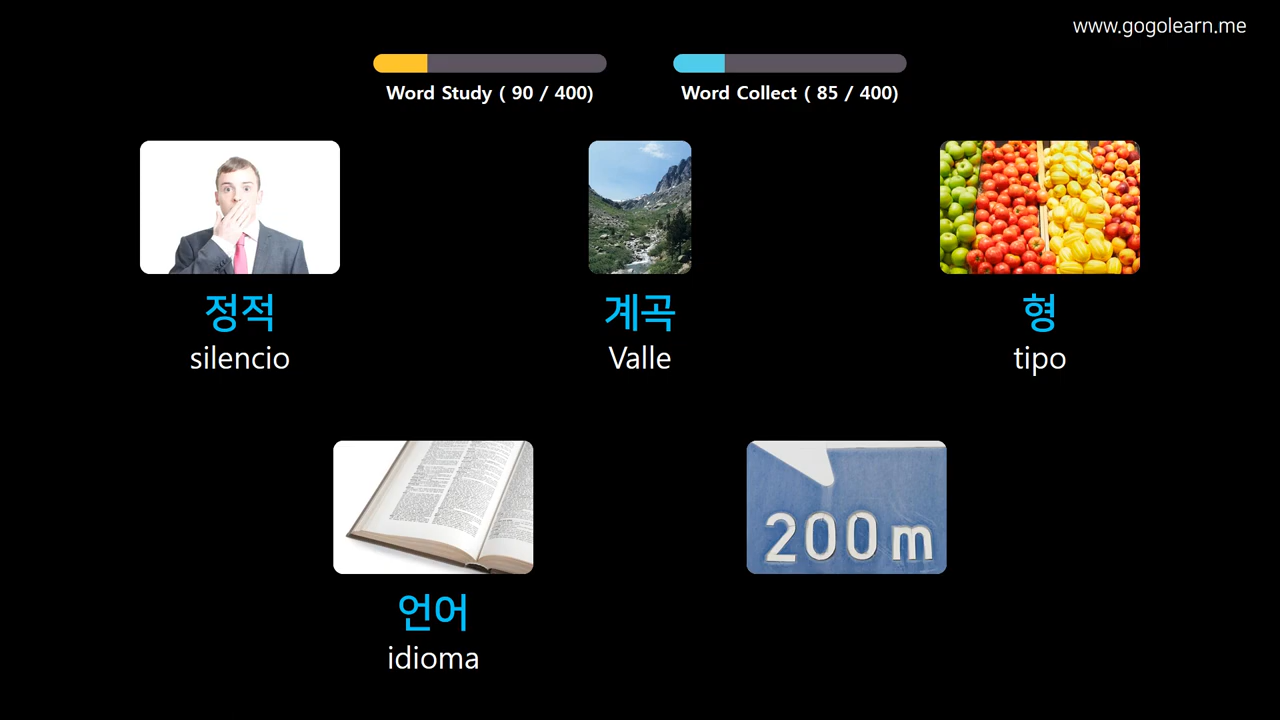 www.gogolearn.me
Word Study ( 90 / 400)
Word Collect ( 85 / 400)
정적
silencio
계곡
Valle
형
tipo
200 m
언어
idioma